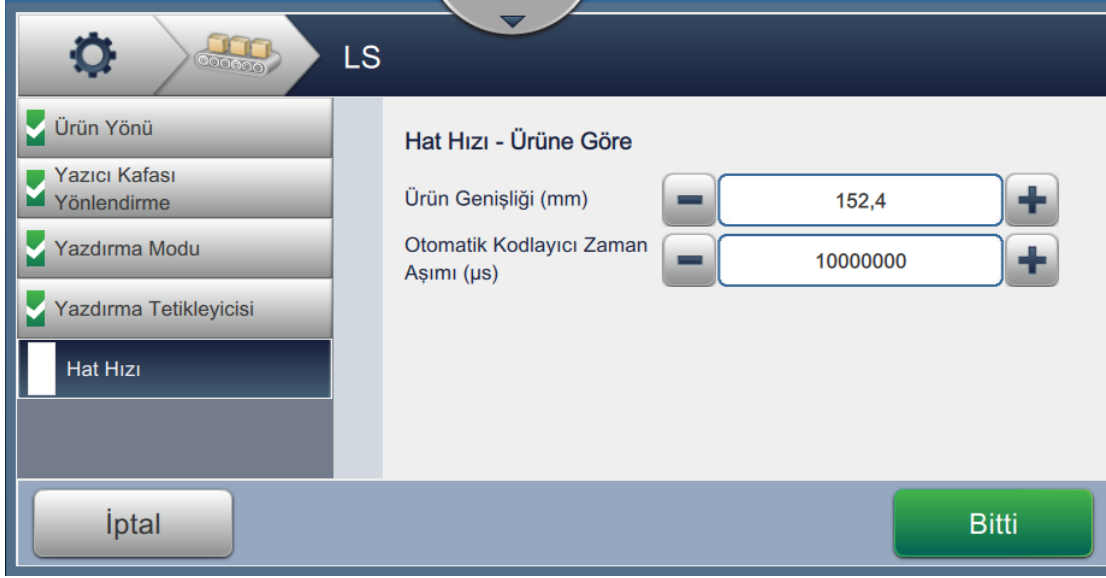 LS
Ürün Yönü
Yazıcı Kafası
Yönlendirme
Yazdırma Modu
Yazdırma Tetikleyicisi
Hat Hızı
Hat Hızı - Ürüne Göre
Ürün Genişliği (mm)
152,4
Otomatik Kodlayıcı Zaman
Aşımı (µs)
10000000
İptal
Bitti